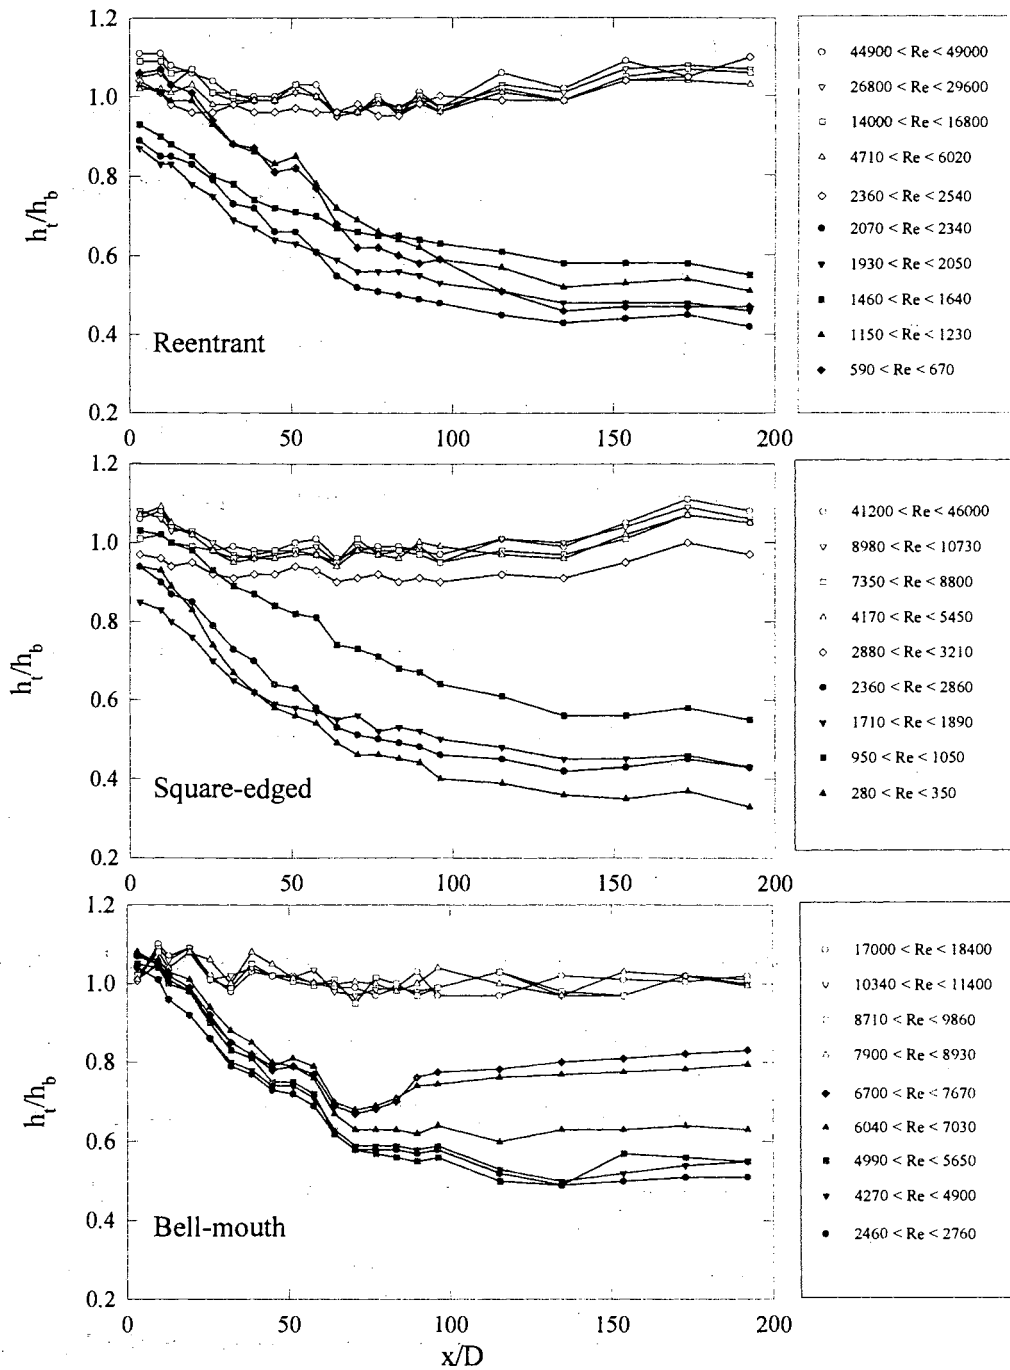 1.2
1.0
0.8
0.6
0.4
0.2
h_t/h_b
Reentrant
0 50 100 150 200
44900 < Re < 49000
26800 < Re < 29600
14000 < Re < 16800
4710 < Re < 6020
2360 < Re < 2540
2070 < Re < 2340
1930 < Re < 2050
1460 < Re < 1640
1150 < Re < 1230
590 < Re < 670
1.2
1.0
0.8
0.6
0.4
0.2
h_t/h_b
Square-edged
0 50 100 150 200
41200 < Re < 46000
8980 < Re < 10730
7350 < Re < 8800
4170 < Re < 5450
2880 < Re < 3210
2360 < Re < 2860
1710 < Re < 1890
950 < Re < 1050
280 < Re < 350
1.2
1.0
0.8
0.6
0.4
0.2
h_t/h_b
Bell-mouth
0 50 100 150 200
x/D
17000 < Re < 18400
10340 < Re < 11400
8710 < Re < 9860
7900 < Re < 8930
6700 < Re < 7670
6040 < Re < 7030
4990 < Re < 5650
4270 < Re < 4900
2460 < Re < 2760